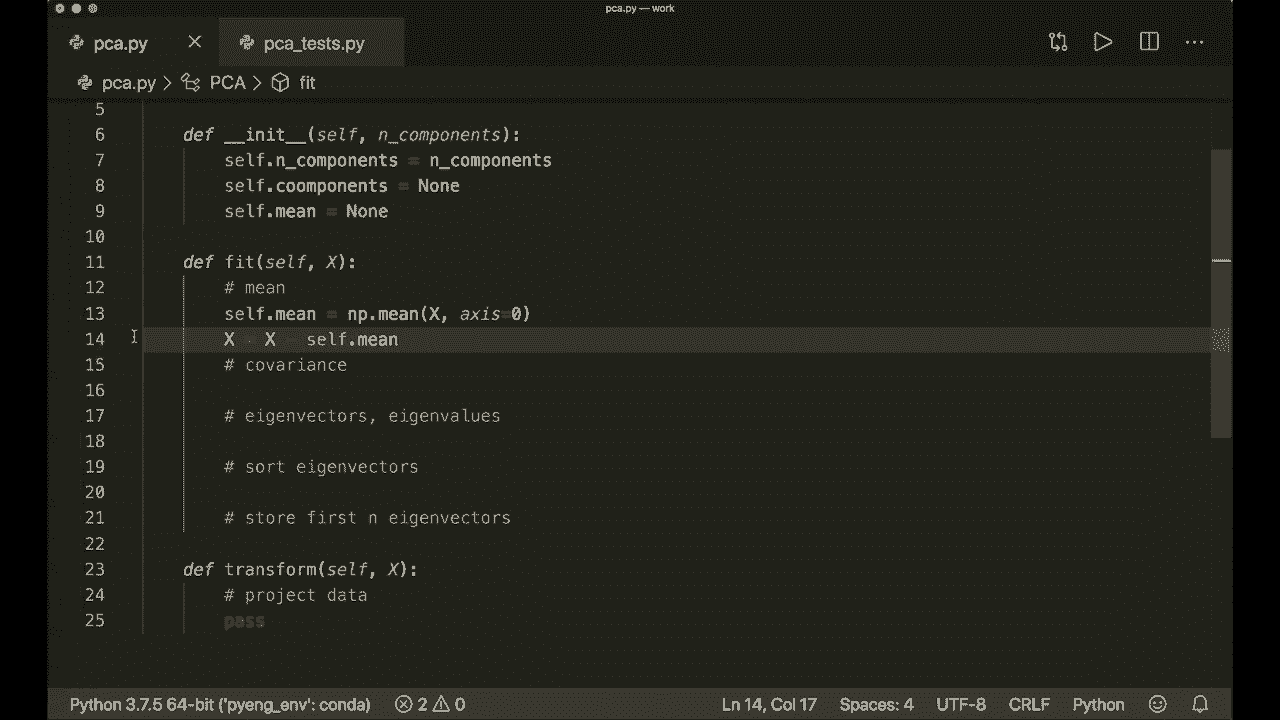 pca.py — work
pca.py pca_tests.py
pca.py > PCA > fit
5
6 def __init__(self, n_components):
7 self.n_components = n_components
8 self.coomponents = None
9 self.mean = None
10
11 def fit(self, X):
12 # mean
13 self.mean = np.mean(X, axis=0)
14 X X self.mean
15 # covariance
16
17 # eigenvectors, eigenvalues
18
19 # sort eigenvectors
20
21 # store first n eigenvectors
22
23 def transform(self, X):
24 # project data
25 pass
Python 3.7.5 64-bit ('pyeng_env': conda) 2 0 Ln 14, Col 17 Spaces: 4 UTF-8 CRLF Python